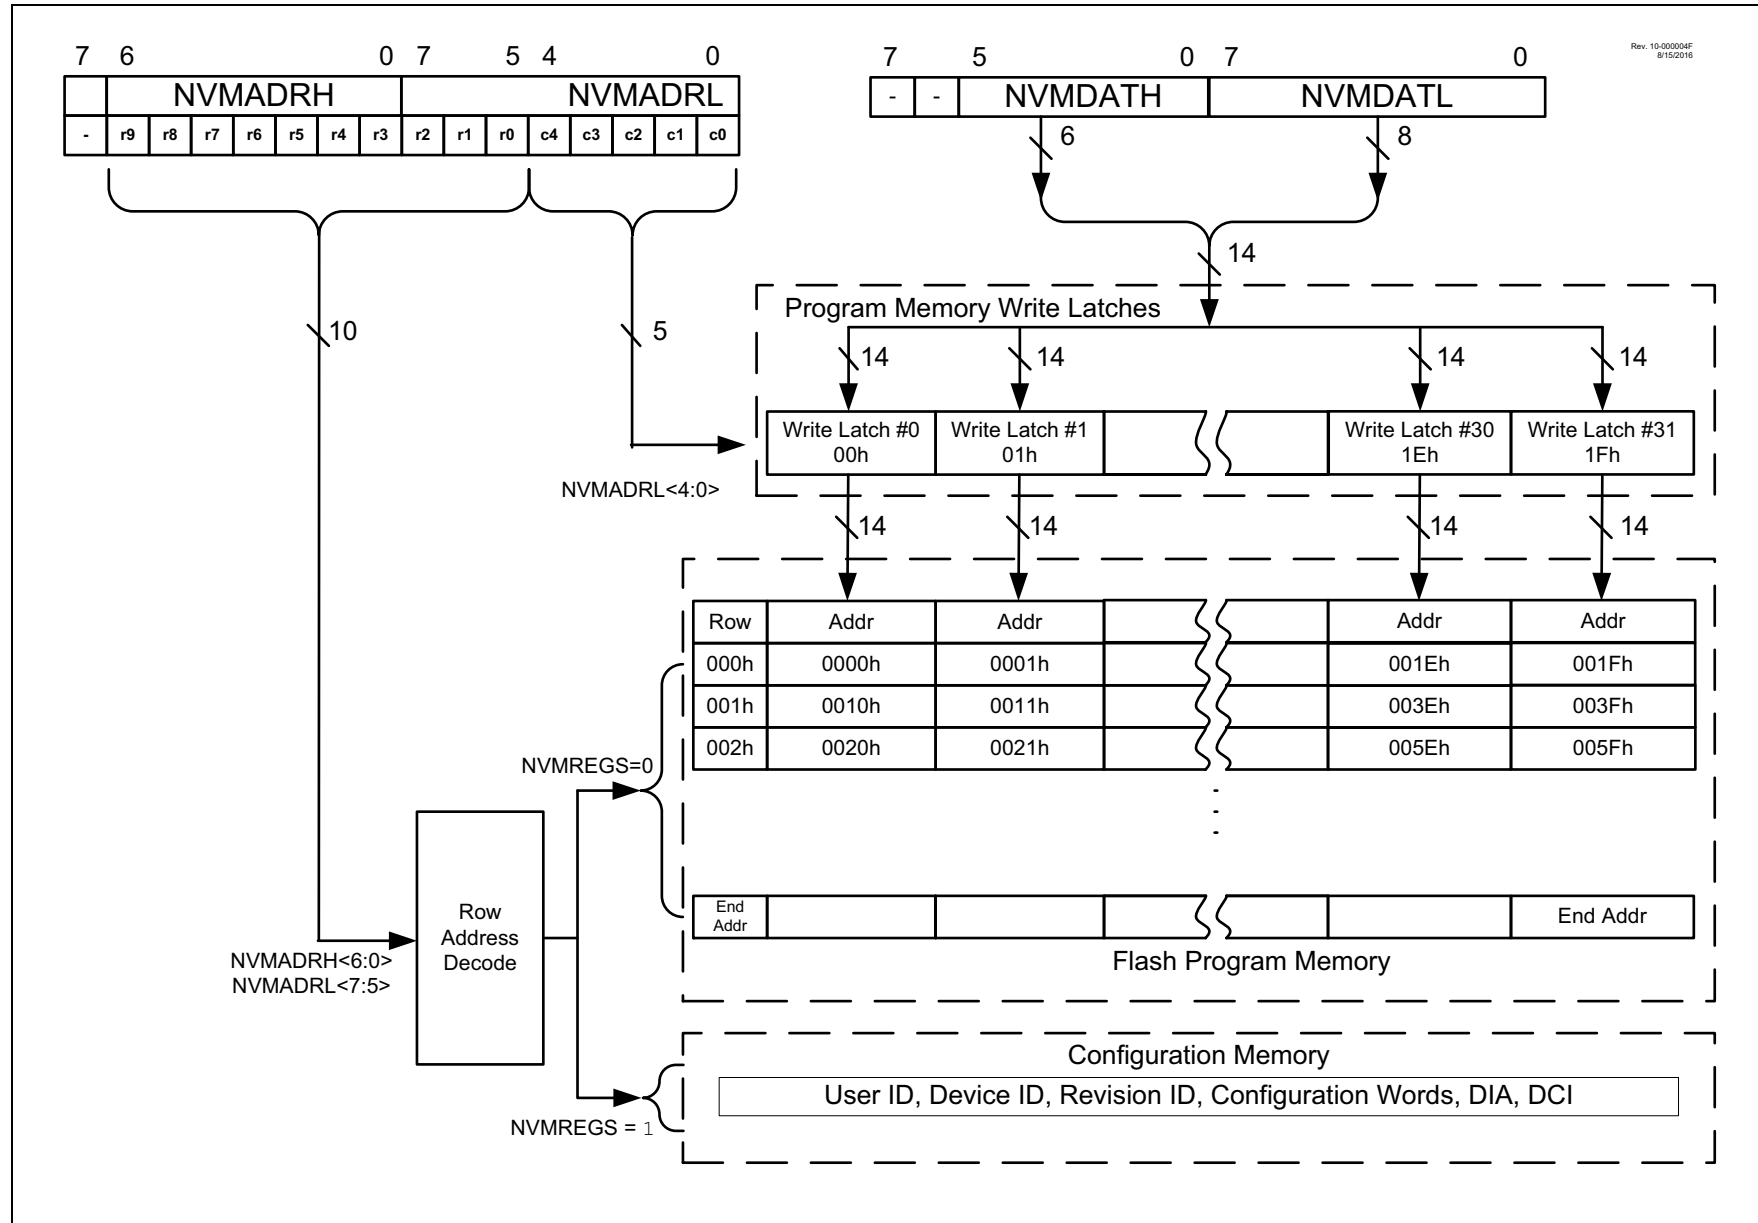 Rev. 10-000004F
8/15/2016
7 6 0 7 5 4 0
NVMADRH NVMADRL
- r9 r8 r7 r6 r5 r4 r3 r2 r1 r0 c4 c3 c2 c1 c0
7 5 0 7 0
- - NVMDATH NVMDATL
6 8
14
10 5
Program Memory Write Latches
14 14 14 14
Write Latch #0 Write Latch #1 Write Latch #30 Write Latch #31
00h 01h 1Eh 1Fh
NVMADRL<4:0>
14 14 14 14
Row Addr Addr Addr Addr
000h 0000h 0001h 001Eh 001Fh
001h 0010h 0011h 003Eh 003Fh
002h 0020h 0021h 005Eh 005Fh
NVMREGS=0
End
Addr
End Addr
Flash Program Memory
Row
Address
Decode
NVMADRH<6:0>
NVMADRL<7:5>
Configuration Memory
User ID, Device ID, Revision ID, Configuration Words, DIA, DCI
NVMREGS = 1